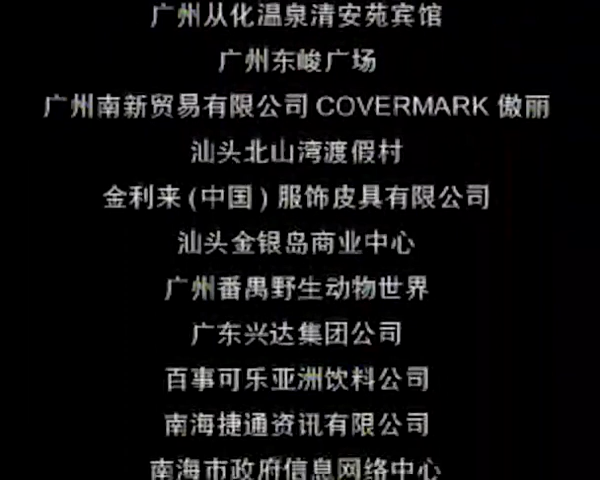 广州从化温泉清安苑宾馆
广州东峻广场
广州南新贸易有限公司 COVERMARK 傲丽
汕头北山湾渡假村
金利来(中国)服饰皮具有限公司
汕头金银岛商业中心
广州番禺野生动物世界
广东兴达集团公司
百事可乐亚洲饮料公司
南海捷通资讯有限公司
南海市政府信息网络中心